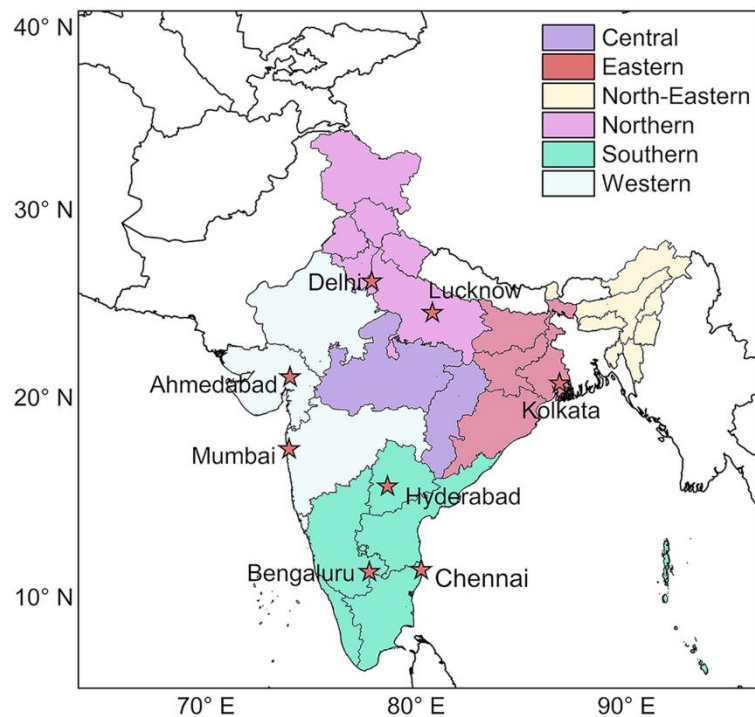 40° N
30° N
20° N
10° N
70° E
80° E
90° E
Central
Eastern
North-Eastern
Northern
Southern
Western
Delhi
Lucknow
Ahmedabad
Kolkata
Mumbai
Hyderabad
Bengaluru
Chennai